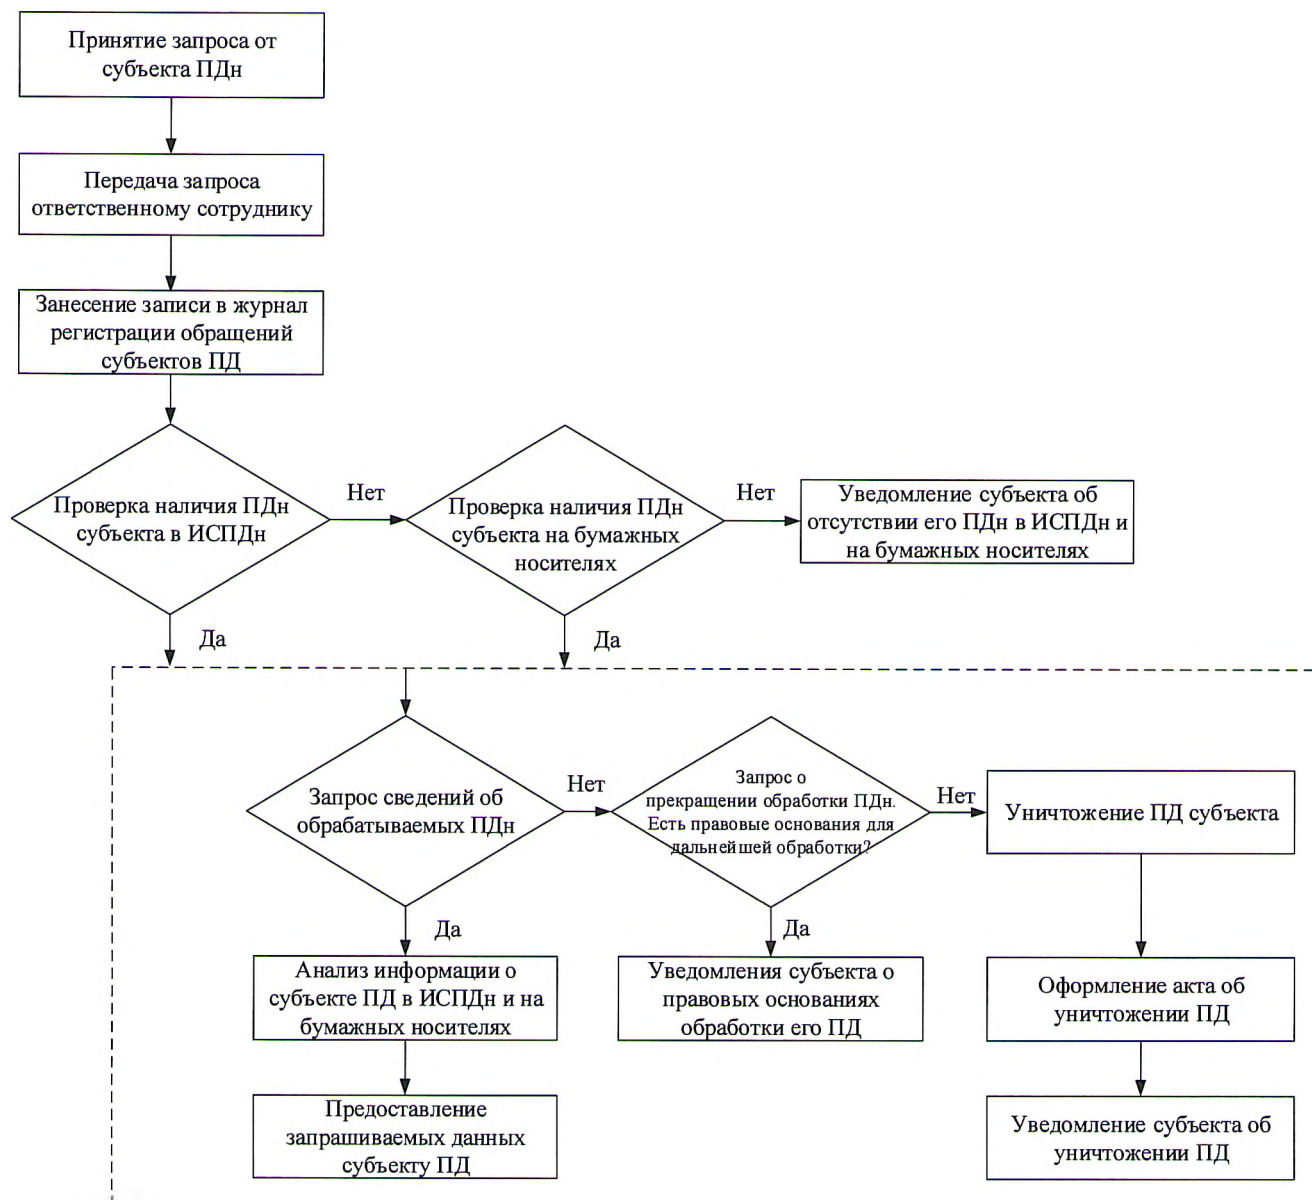 Принятие запроса от
субъекта ПДн
Передача запроса
ответственному сотруднику
Занесение записи в журнал
регистрации обращений
субъектов ПД
Проверка наличия ПДн
субъекта в ИСПДн
Нет
Проверка наличия ПДн
субъекта на бумажных
носителях
Нет
Уведомление субъекта об
отсутствии его ПДн в ИСПДн и
на бумажных носителях
Да
Да
Запрос сведений об
обрабатываемых ПДн
Нет
Запрос о
прекращении обработки ПДн.
Есть правовые основания для
дальнейшей обработки?
Нет
Уничтожение ПД субъекта
Да
Да
Анализ информации о
субъекте ПД в ИСПДн и на
бумажных носителях
Уведомления субъекта о
правовых основаниях
обработки его ПД
Оформление акта об
уничтожении ПД
Предоставление
запрашиваемых данных
субъекту ПД
Уведомление субъекта об
уничтожении ПД